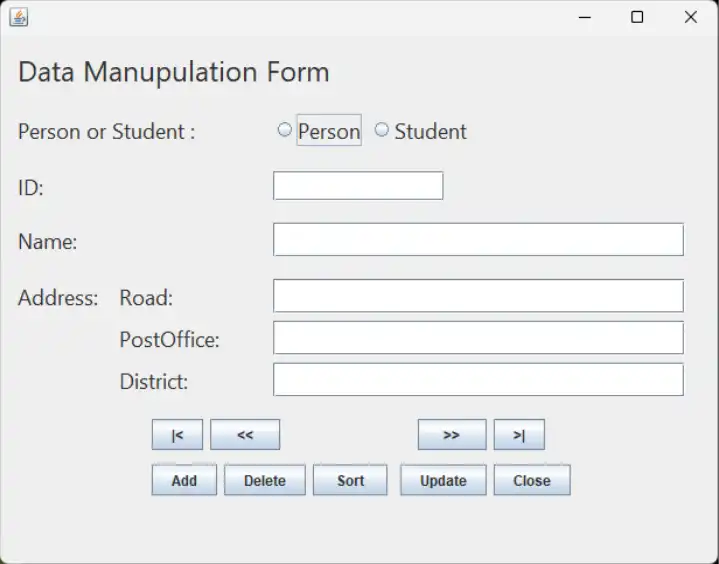 Data Manupulation Form
Person or Student : Person Student
ID:
Name:
Address: Road:
PostOffice:
District:
|< << >> >|
Add Delete Sort Update Close